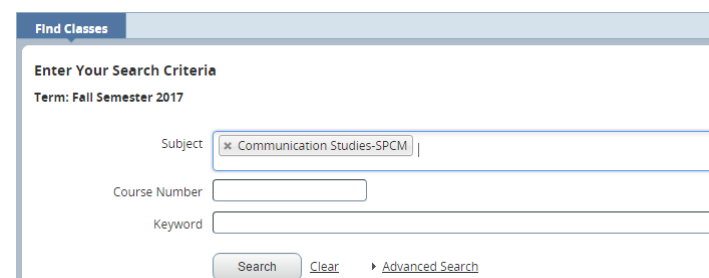 Find Classes
Enter Your Search Criteria
Term: Fall Semester 2017
Subject × Communication Studies-SPCM
Course Number
Keyword
Search Clear Advanced Search